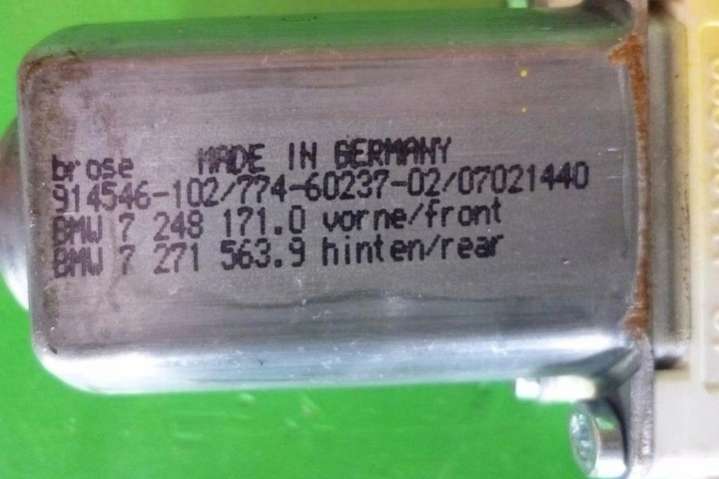 brose MADE IN GERMANY
914546-102/774-60237-02/07021440
BMW 7 248 171.0 vorne/front
BMW 7 271 563.9 hinten/rear